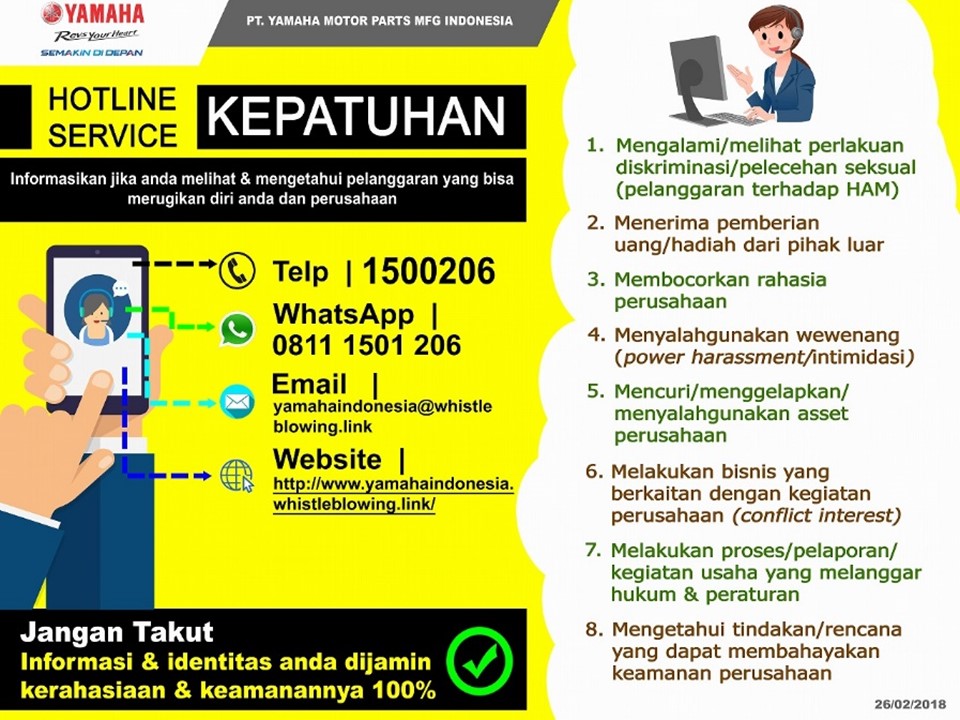 YAMAHA
Revs Your Heart
SEMAKIN DI DEPAN
PT. YAMAHA MOTOR PARTS MFG INDONESIA
HOTLINE
SERVICE
KEPATUHAN
Informasikan jika anda melihat & mengetahui pelanggaran yang bisa
merugikan diri anda dan perusahaan
Telp | 1500206
WhatsApp |
0811 1501 206
Email |
yamahaindonesia@whistle
blowing.link
Website |
http://www.yamahaindonesia.
whistleblowing.link/
Jangan Takut
Informasi & identitas anda dijamin
kerahasiaan & keamanannya 100%
1. Mengalami/melihat perlakuan
diskriminasi/pelecehan seksual
(pelanggaran terhadap HAM)
2. Menerima pemberian
uang/hadiah dari pihak luar
3. Membocorkan rahasia
perusahaan
4. Menyalahgunakan wewenang
(power harassment/intimidasi)
5. Mencuri/menggelapkan/
menyalahgunakan asset
perusahaan
6. Melakukan bisnis yang
berkaitan dengan kegiatan
perusahaan (conflict interest)
7. Melakukan proses/pelaporan/
kegiatan usaha yang melanggar
hukum & peraturan
8. Mengetahui tindakan/rencana
yang dapat membahayakan
keamanan perusahaan
26/02/2018